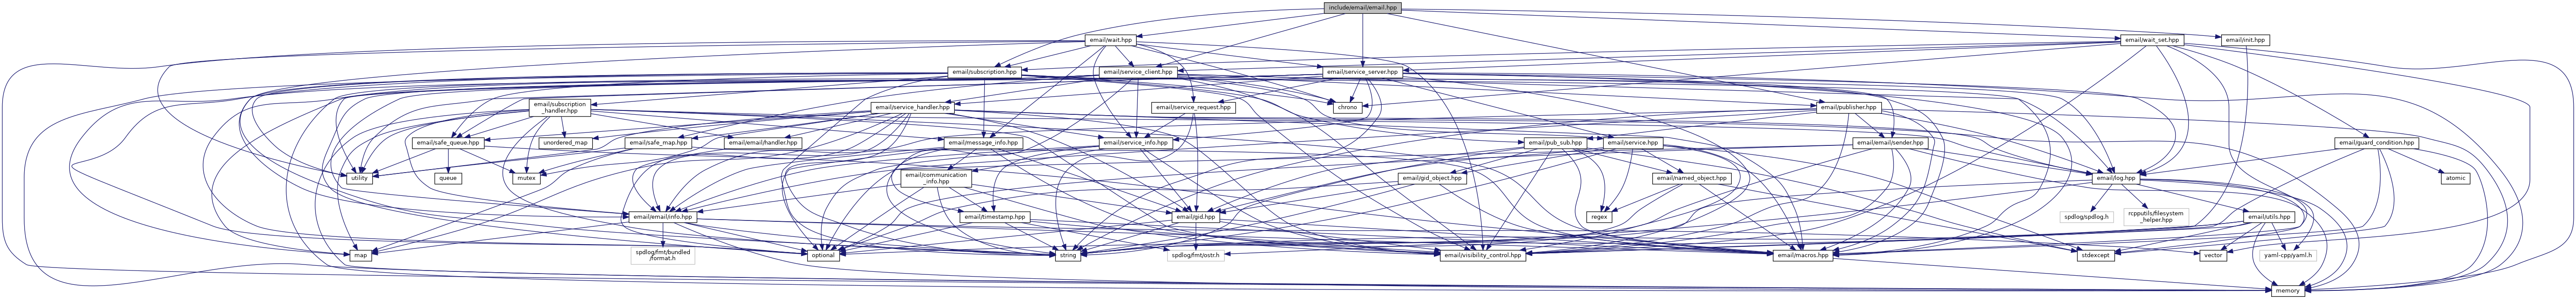 include/email/email.hpp
email/wait.hpp
email/wait_set.hpp
email/init.hpp
email/subscription.hpp
email/service_client.hpp
email/service_server.hpp
email/subscription
_handler.hpp
email/service_handler.hpp
email/service_request.hpp
chrono
email/publisher.hpp
email/safe_queue.hpp
unordered_map
email/safe_map.hpp
email/email/handler.hpp
email/message_info.hpp
email/service_info.hpp
email/pub_sub.hpp
email/service.hpp
email/email/sender.hpp
email/guard_condition.hpp
utility
queue
mutex
email/communication
_info.hpp
email/gid_object.hpp
email/named_object.hpp
email/log.hpp
atomic
email/email/info.hpp
email/timestamp.hpp
email/gid.hpp
regex
spdlog/spdlog.h
rcpputils/filesystem
_helper.hpp
email/utils.hpp
map
spdlog/fmt/bundled
/format.h
optional
string
spdlog/fmt/ostr.h
email/visibility_control.hpp
email/macros.hpp
stdexcept
vector
yaml-cpp/yaml.h
memory